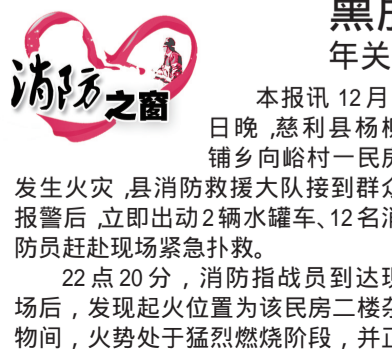 消防之窗
黑
年关
本报讯 12月
日晚,慈利县杨柳
铺乡向峪村一民房
发生火灾,县消防救援大队接到群众
报警后,立即出动2辆水罐车、12名消
防员赶赴现场紧急扑救。
22点20分，消防指战员到达现
场后，发现起火位置为该民房二楼杂
物间，火势处于猛烈燃烧阶段，并正